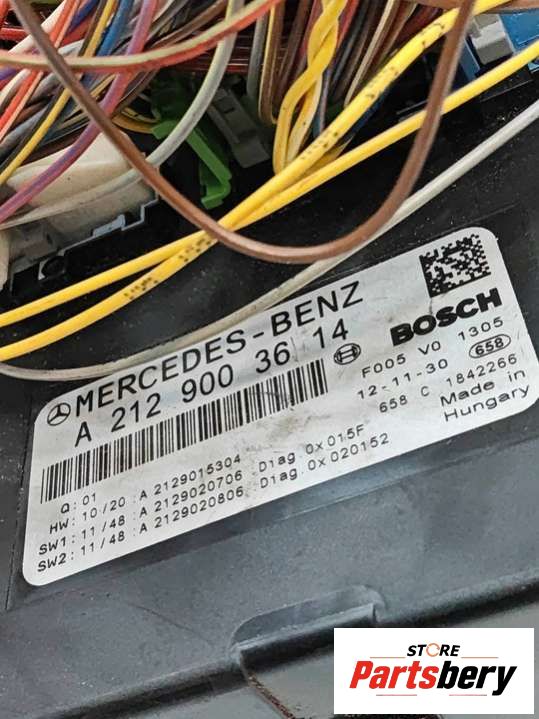 MERCEDES-BENZ
A 212 900 36 14
BOSCH
F005 V0 1305
12-11-30 658
658 C 1842266
Made in
Hungary
Q: 01
HW: 10/20: A 2129015304 Diag. 0x015F
SW1: 11/48: A 2129020706 Diag. 0x020152
SW2: 11/48: A 2129020806
STORE
Partsbery